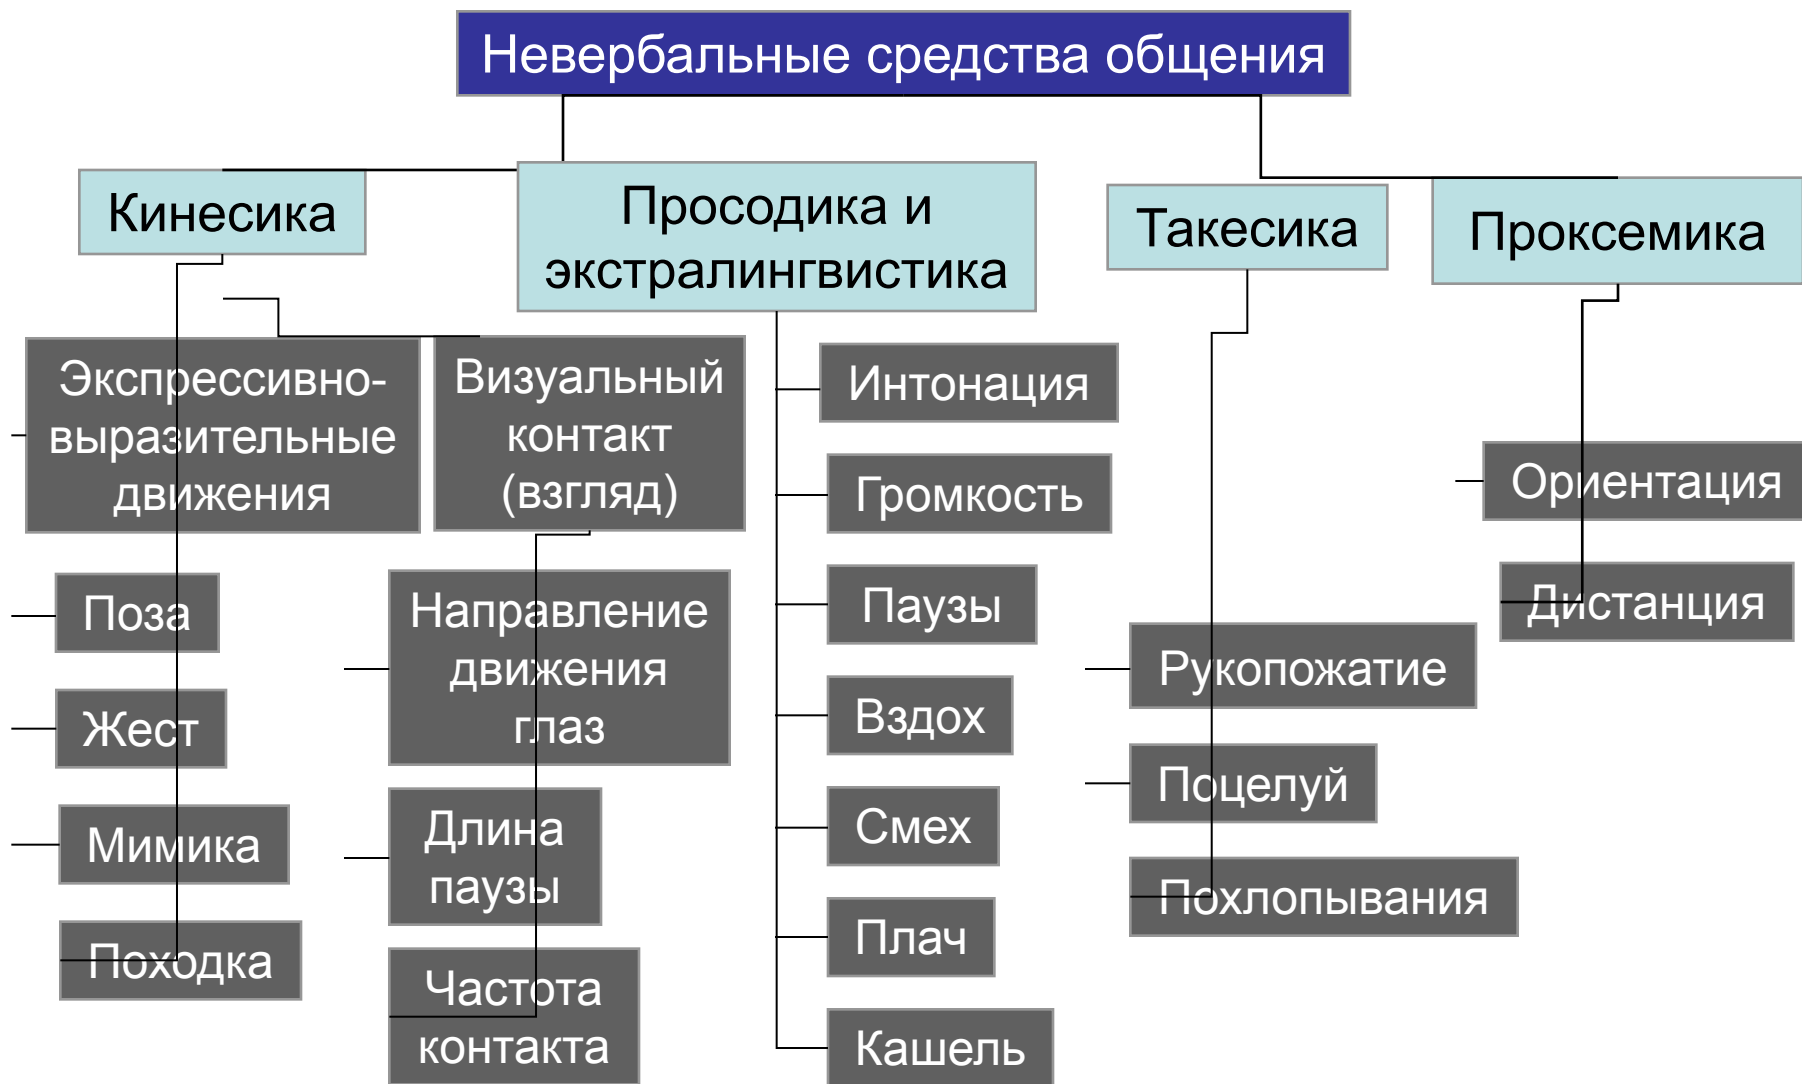 Невербальные средства общения
Кинесика
Просодика и
экстралингвистика
Такесика
Проксемика
Экспрессивно-
выразительные
движения
Поза
Жест
Мимика
Походка
Визуальный
контакт
(взгляд)
Направление
движения
глаз
Длина
паузы
Частота
контакта
Интонация
Громкость
Паузы
Вздох
Смех
Плач
Кашель
Рукопожатие
Поцелуй
Похлопывания
Ориентация
Дистанция